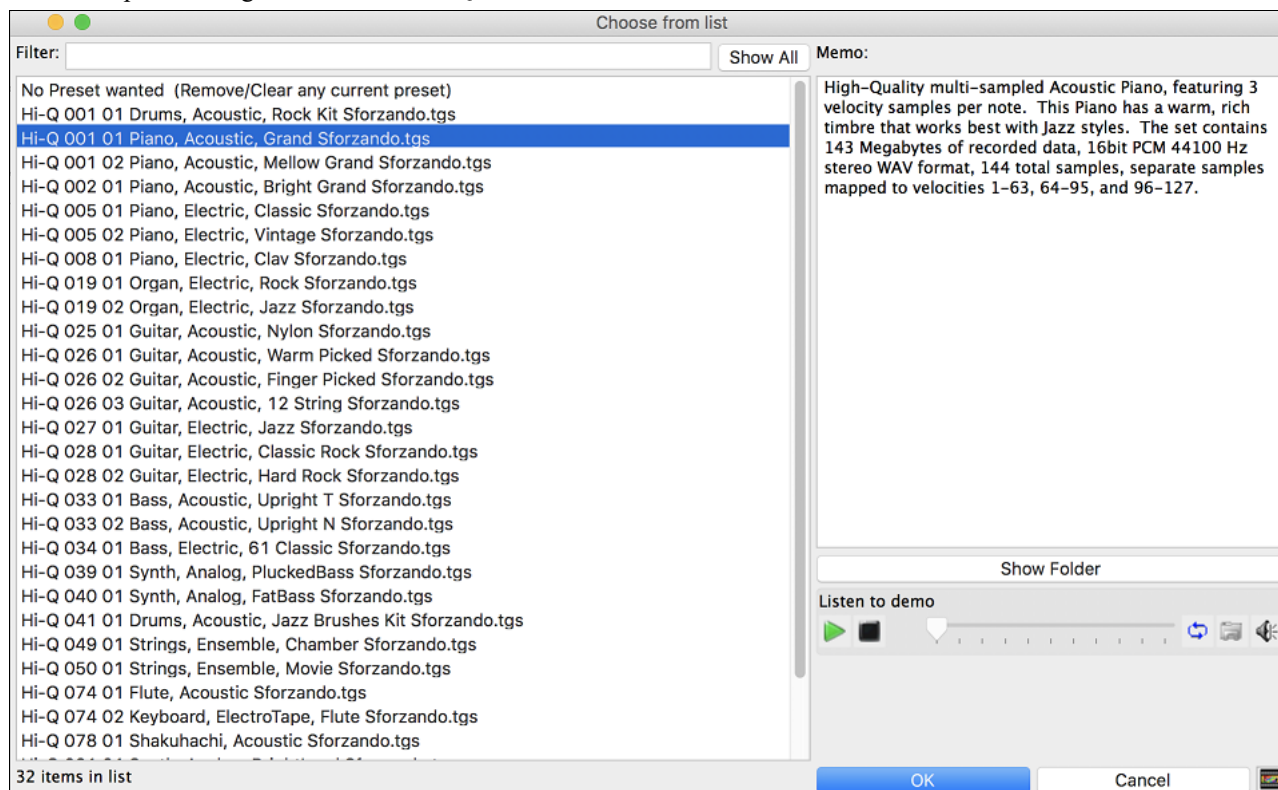 Choose from list
Filter:
Show All
Memo:
No Preset wanted  (Remove/Clear any current preset)
Hi-Q 001 01 Drums, Acoustic, Rock Kit Sforzando.tgs
Hi-Q 001 01 Piano, Acoustic, Grand Sforzando.tgs
Hi-Q 001 02 Piano, Acoustic, Mellow Grand Sforzando.tgs
Hi-Q 002 01 Piano, Acoustic, Bright Grand Sforzando.tgs
Hi-Q 005 01 Piano, Electric, Classic Sforzando.tgs
Hi-Q 005 02 Piano, Electric, Vintage Sforzando.tgs
Hi-Q 008 01 Piano, Electric, Clav Sforzando.tgs
Hi-Q 019 01 Organ, Electric, Rock Sforzando.tgs
Hi-Q 019 02 Organ, Electric, Jazz Sforzando.tgs
Hi-Q 025 01 Guitar, Acoustic, Nylon Sforzando.tgs
Hi-Q 026 01 Guitar, Acoustic, Warm Picked Sforzando.tgs
Hi-Q 026 02 Guitar, Acoustic, Finger Picked Sforzando.tgs
Hi-Q 026 03 Guitar, Acoustic, 12 String Sforzando.tgs
Hi-Q 027 01 Guitar, Electric, Jazz Sforzando.tgs
Hi-Q 028 01 Guitar, Electric, Classic Rock Sforzando.tgs
Hi-Q 028 02 Guitar, Electric, Hard Rock Sforzando.tgs
Hi-Q 033 01 Bass, Acoustic, Upright T Sforzando.tgs
Hi-Q 033 02 Bass, Acoustic, Upright N Sforzando.tgs
Hi-Q 034 01 Bass, Electric, 61 Classic Sforzando.tgs
Hi-Q 039 01 Synth, Analog, PluckedBass Sforzando.tgs
Hi-Q 040 01 Synth, Analog, FatBass Sforzando.tgs
Hi-Q 041 01 Drums, Acoustic, Jazz Brushes Kit Sforzando.tgs
Hi-Q 049 01 Strings, Ensemble, Chamber Sforzando.tgs
Hi-Q 050 01 Strings, Ensemble, Movie Sforzando.tgs
Hi-Q 074 01 Flute, Acoustic Sforzando.tgs
Hi-Q 074 02 Keyboard, ElectroTape, Flute Sforzando.tgs
Hi-Q 078 01 Shakuhachi, Acoustic Sforzando.tgs
32 items in list
High-Quality multi-sampled Acoustic Piano, featuring 3
velocity samples per note.  This Piano has a warm, rich
timbre that works best with Jazz styles.  The set contains
143 Megabytes of recorded data, 16bit PCM 44100 Hz
stereo WAV format, 144 total samples, separate samples
mapped to velocities 1-63, 64-95, and 96-127.
Show Folder
Listen to demo
OK
Cancel